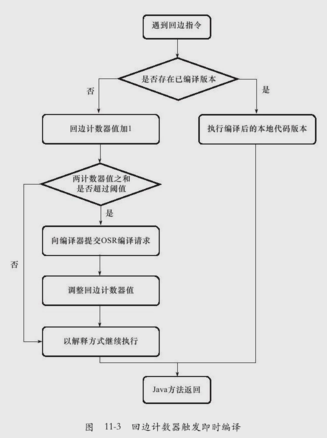 遇到回边指令
是否存在已编译版本
否
是
回边计数器值加1
执行编译后的本地代码版本
两计数器值之和
是否超过阈值
是
向编译器提交OSR编译请求
否
调整回边计数器值
以解释方式继续执行
Java方法返回
图 11-3 回边计数器触发即时编译